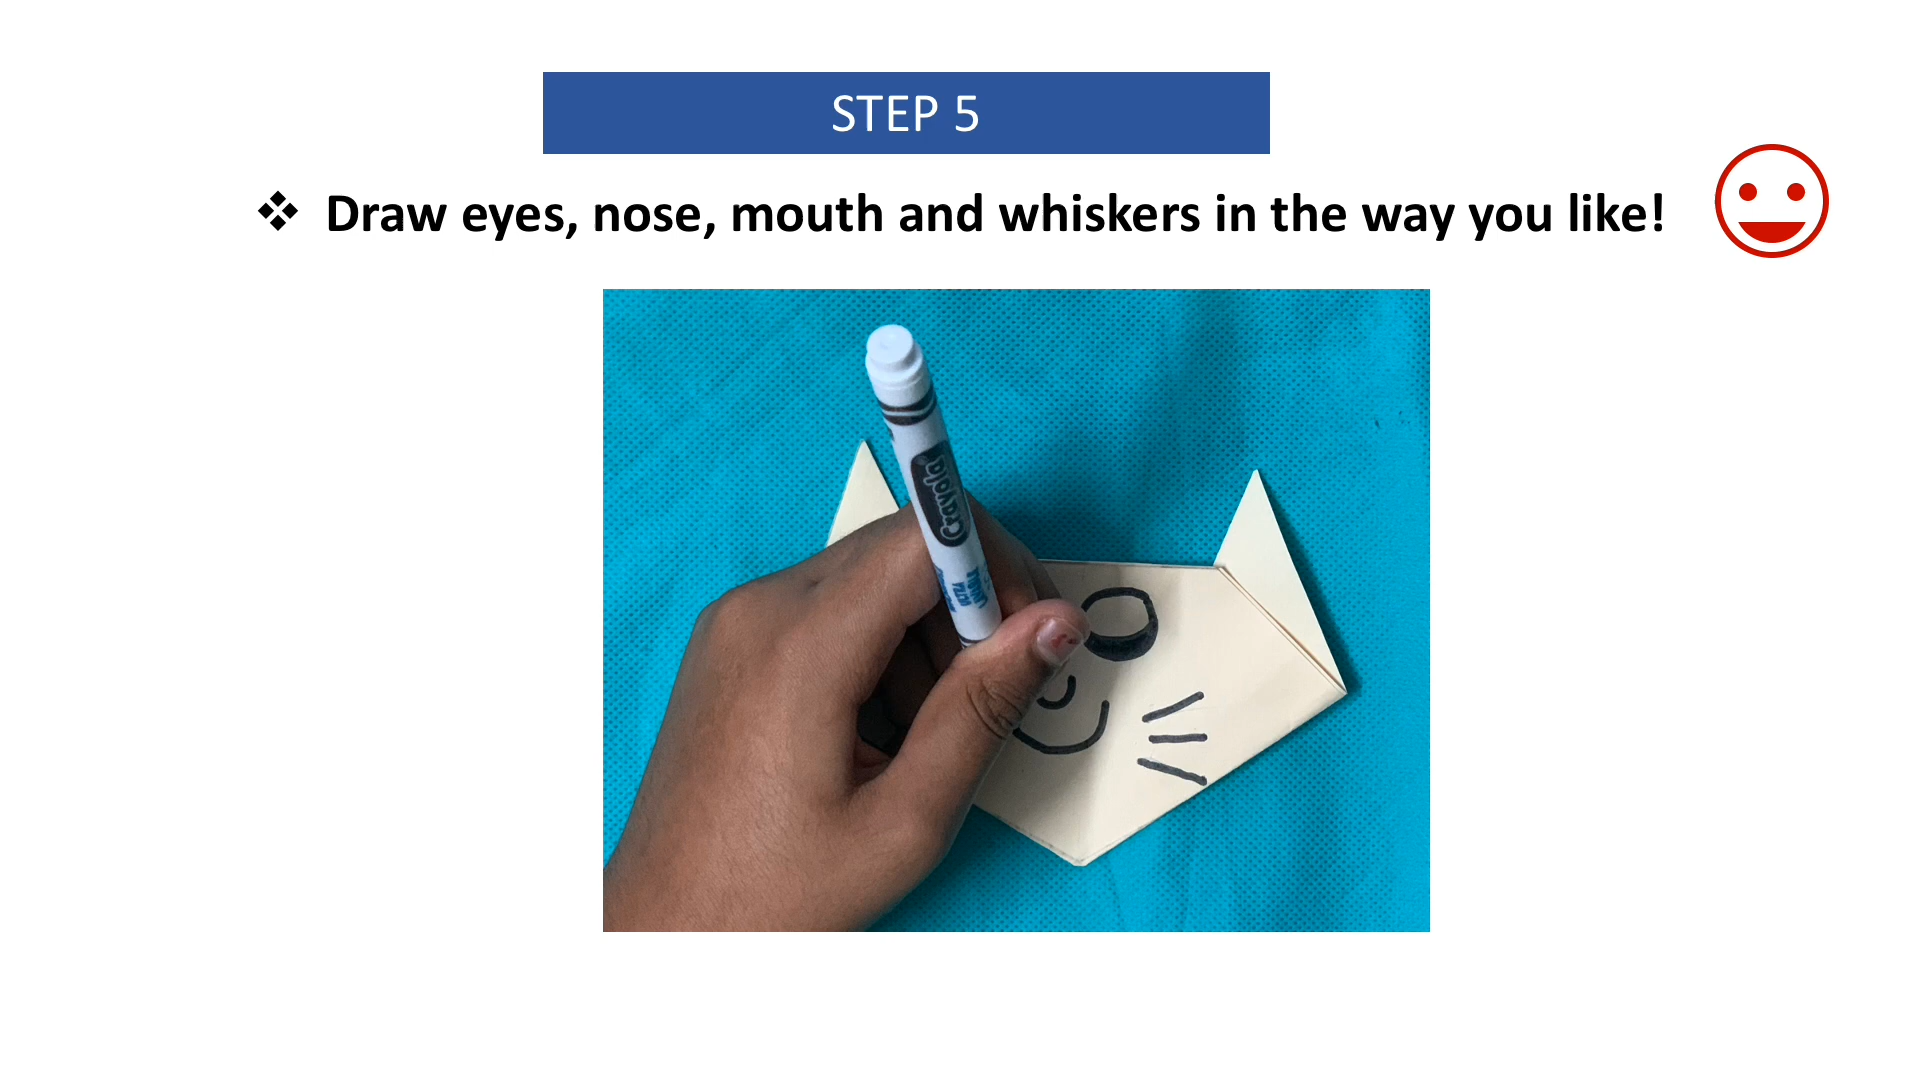 STEP 5
❖ Draw eyes, nose, mouth and whiskers in the way you like!
Crayola